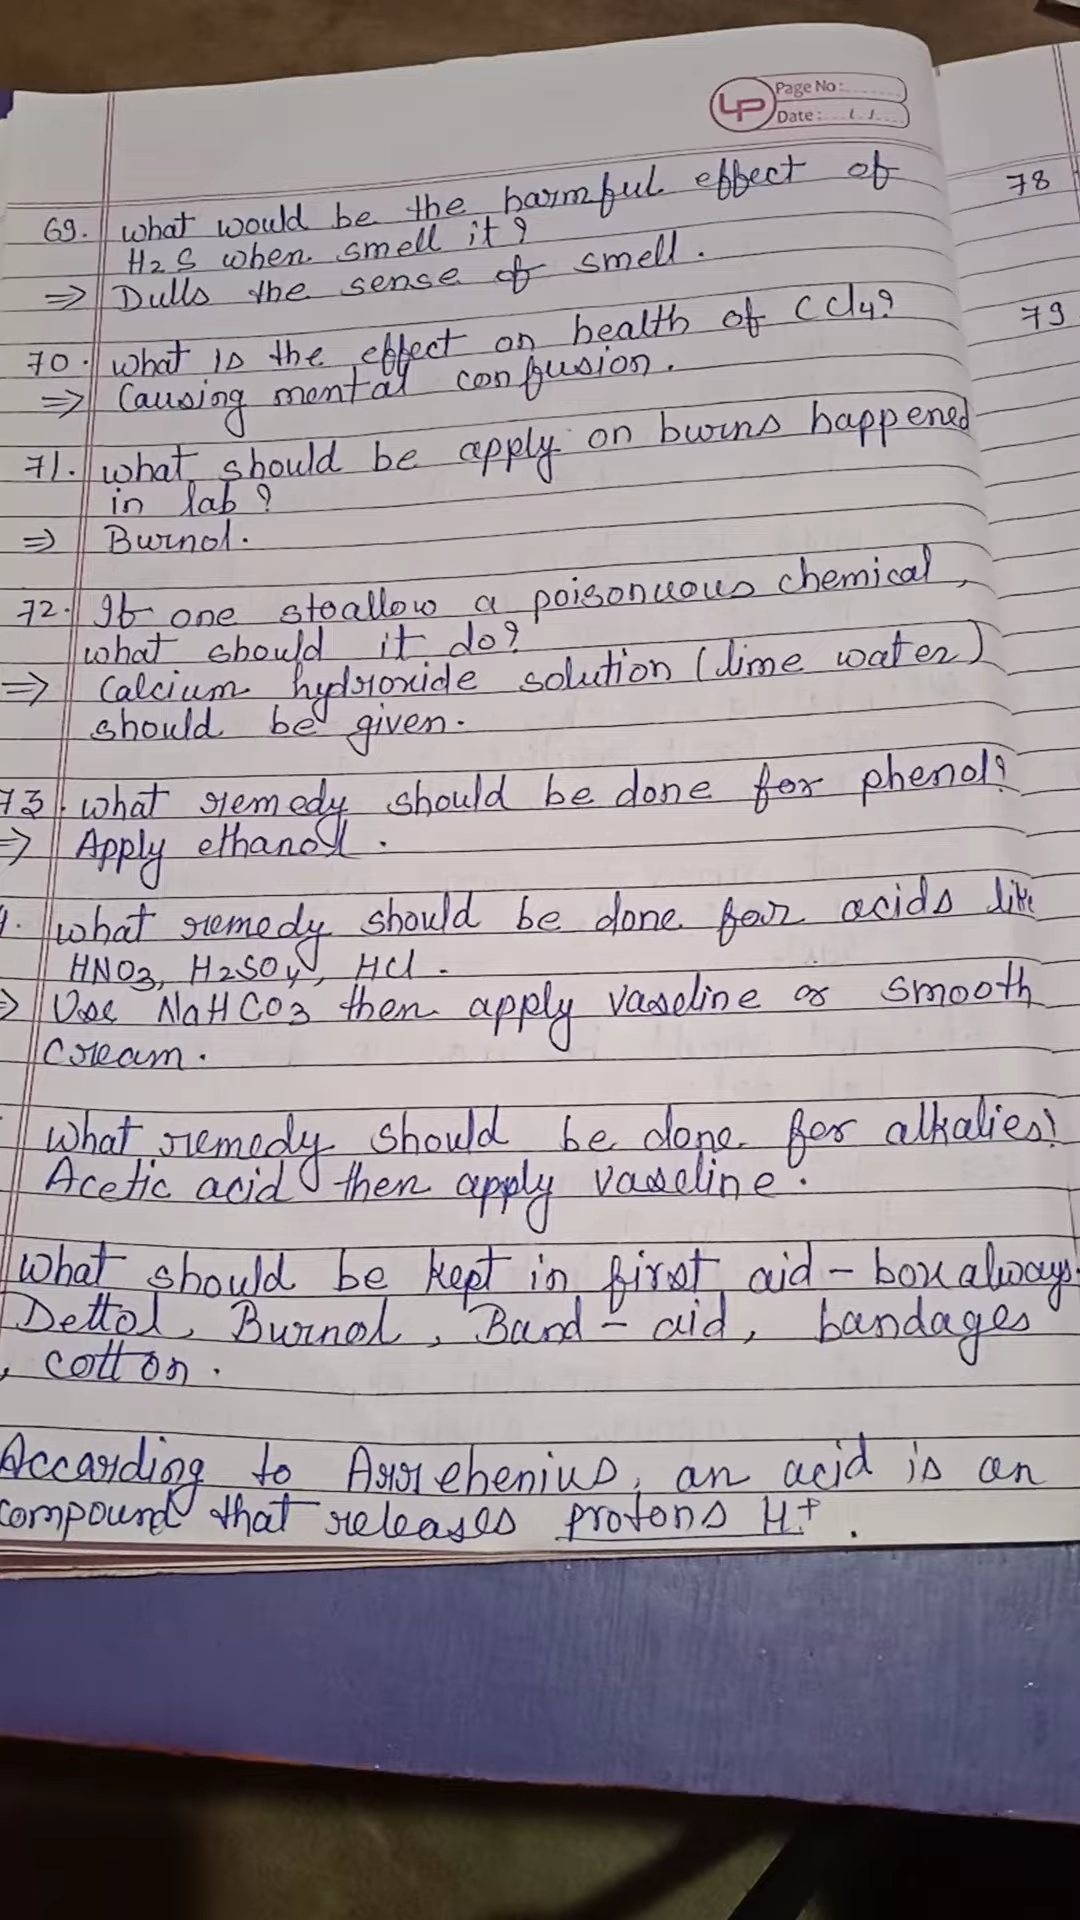 LP Page No:.......
Date:.... / /....
69. what would be the harmful effect of
H2S when smell it?
⇒ Dulls the sense of smell.
70. what is the effect on health of CCl4?
⇒ Causing mental confusion.
71. what should be apply on burns happened
in lab?
⇒ Burnol.
72. If one stoallow a poisonuous chemical,
what should it do?
⇒ Calcium hydroxide solution (lime water)
should be given.
73. what remedy should be done for phenol?
⇒ Apply ethanol.
what remedy should be done for acids like
HNO3, H2SO4, HCl.
⇒ Use NaHCO3 then apply vaseline or smooth
cream.
What remedy should be done for alkalies?
Acetic acid then apply vaseline.
What should be kept in first aid-box always.
Dettol, Burnol, Band-aid, bandages
, cotton.
According to Arrehenius, an acid is an
compound that releases protons H+.
78
79